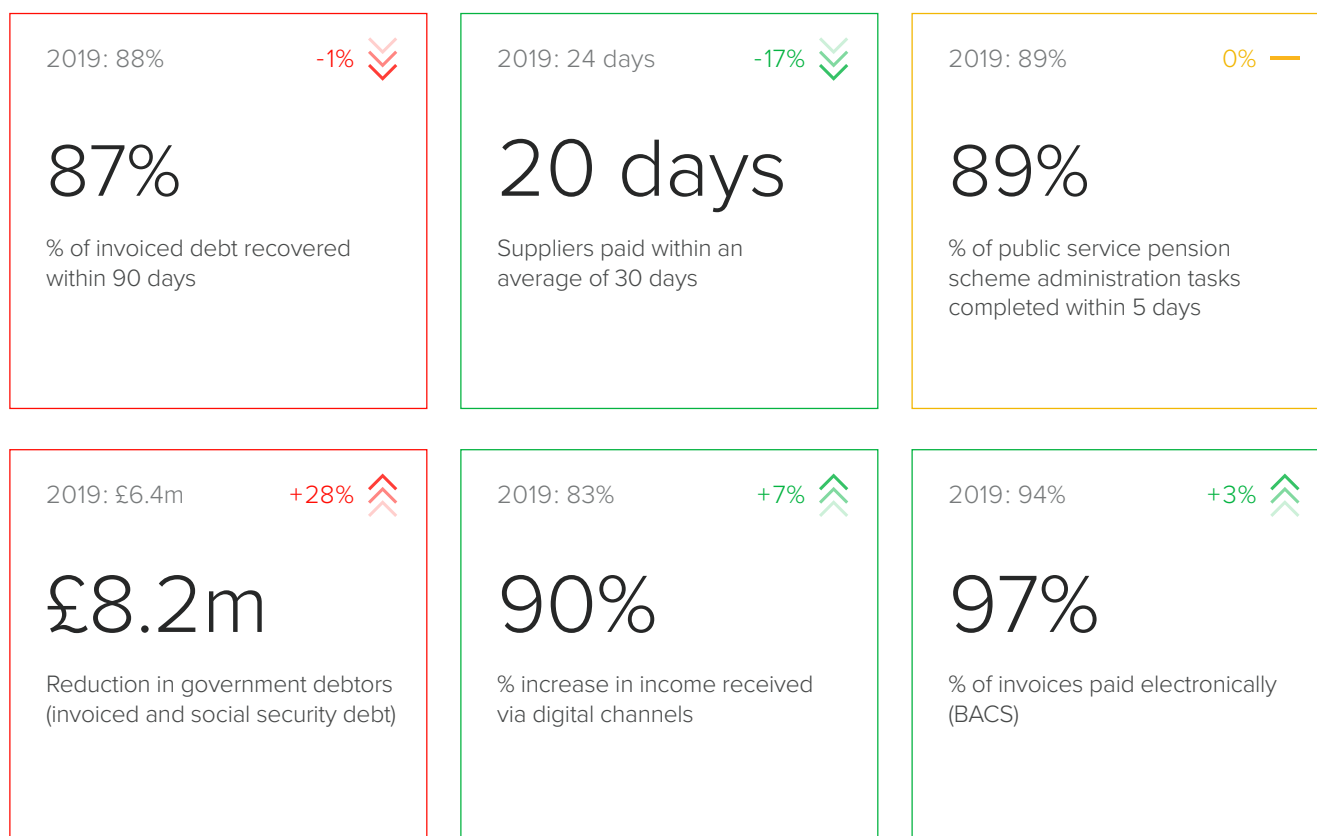 2019: 88% -1%
87%
% of invoiced debt recovered
within 90 days
2019: 24 days -17%
20 days
Suppliers paid within an
average of 30 days
2019: 89% 0%
89%
% of public service pension
scheme administration tasks
completed within 5 days
2019: £6.4m +28%
£8.2m
Reduction in government debtors
(invoiced and social security debt)
2019: 83% +7%
90%
% increase in income received
via digital channels
2019: 94% +3%
97%
% of invoices paid electronically
(BACS)